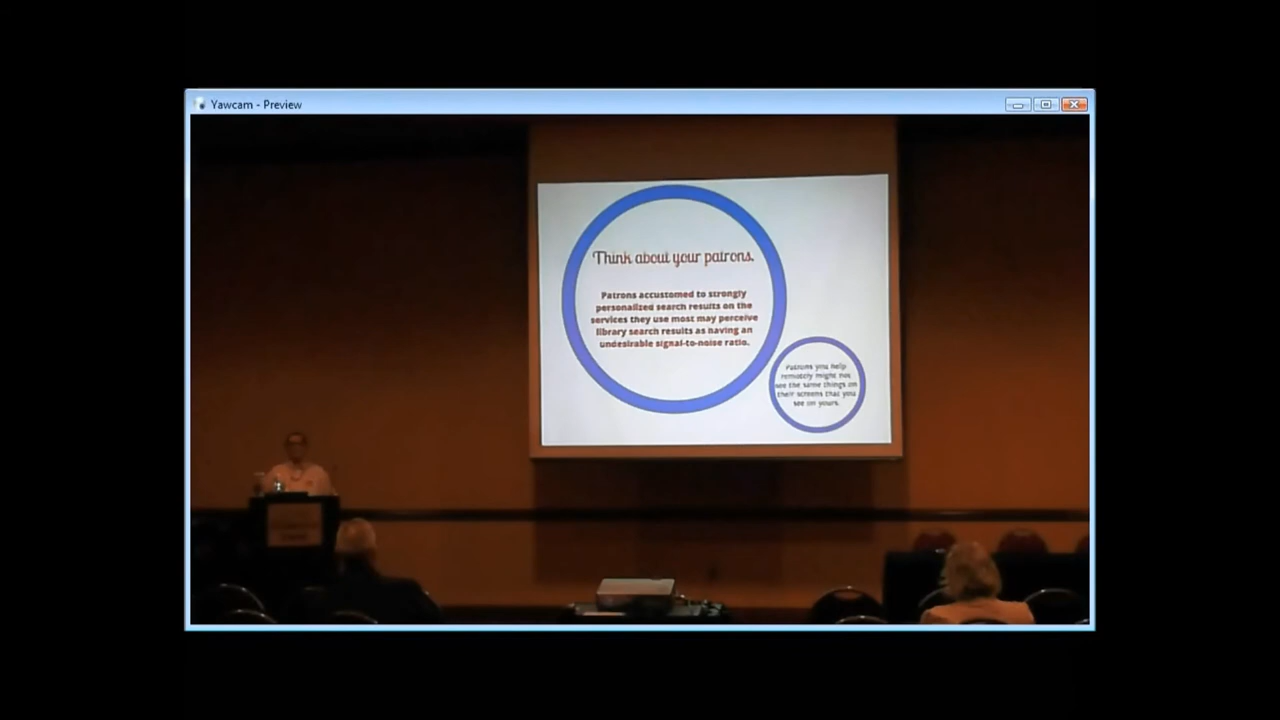 Yawcam - Preview
Think about your patrons.
Patrons accustomed to strongly
personalized search results on the
services they use most may perceive
library search results as having an
undesirable signal-to-noise ratio.
Patrons you help
remotely might not
see the same things on
their screens that you
see on yours.